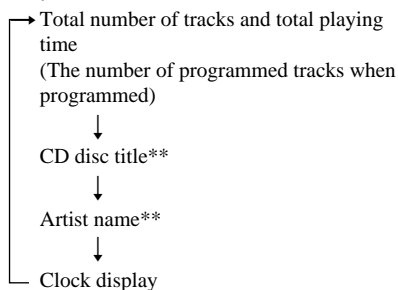 Total number of tracks and total playing
time
(The number of programmed tracks when
programmed)
CD disc title**
Artist name**
Clock display